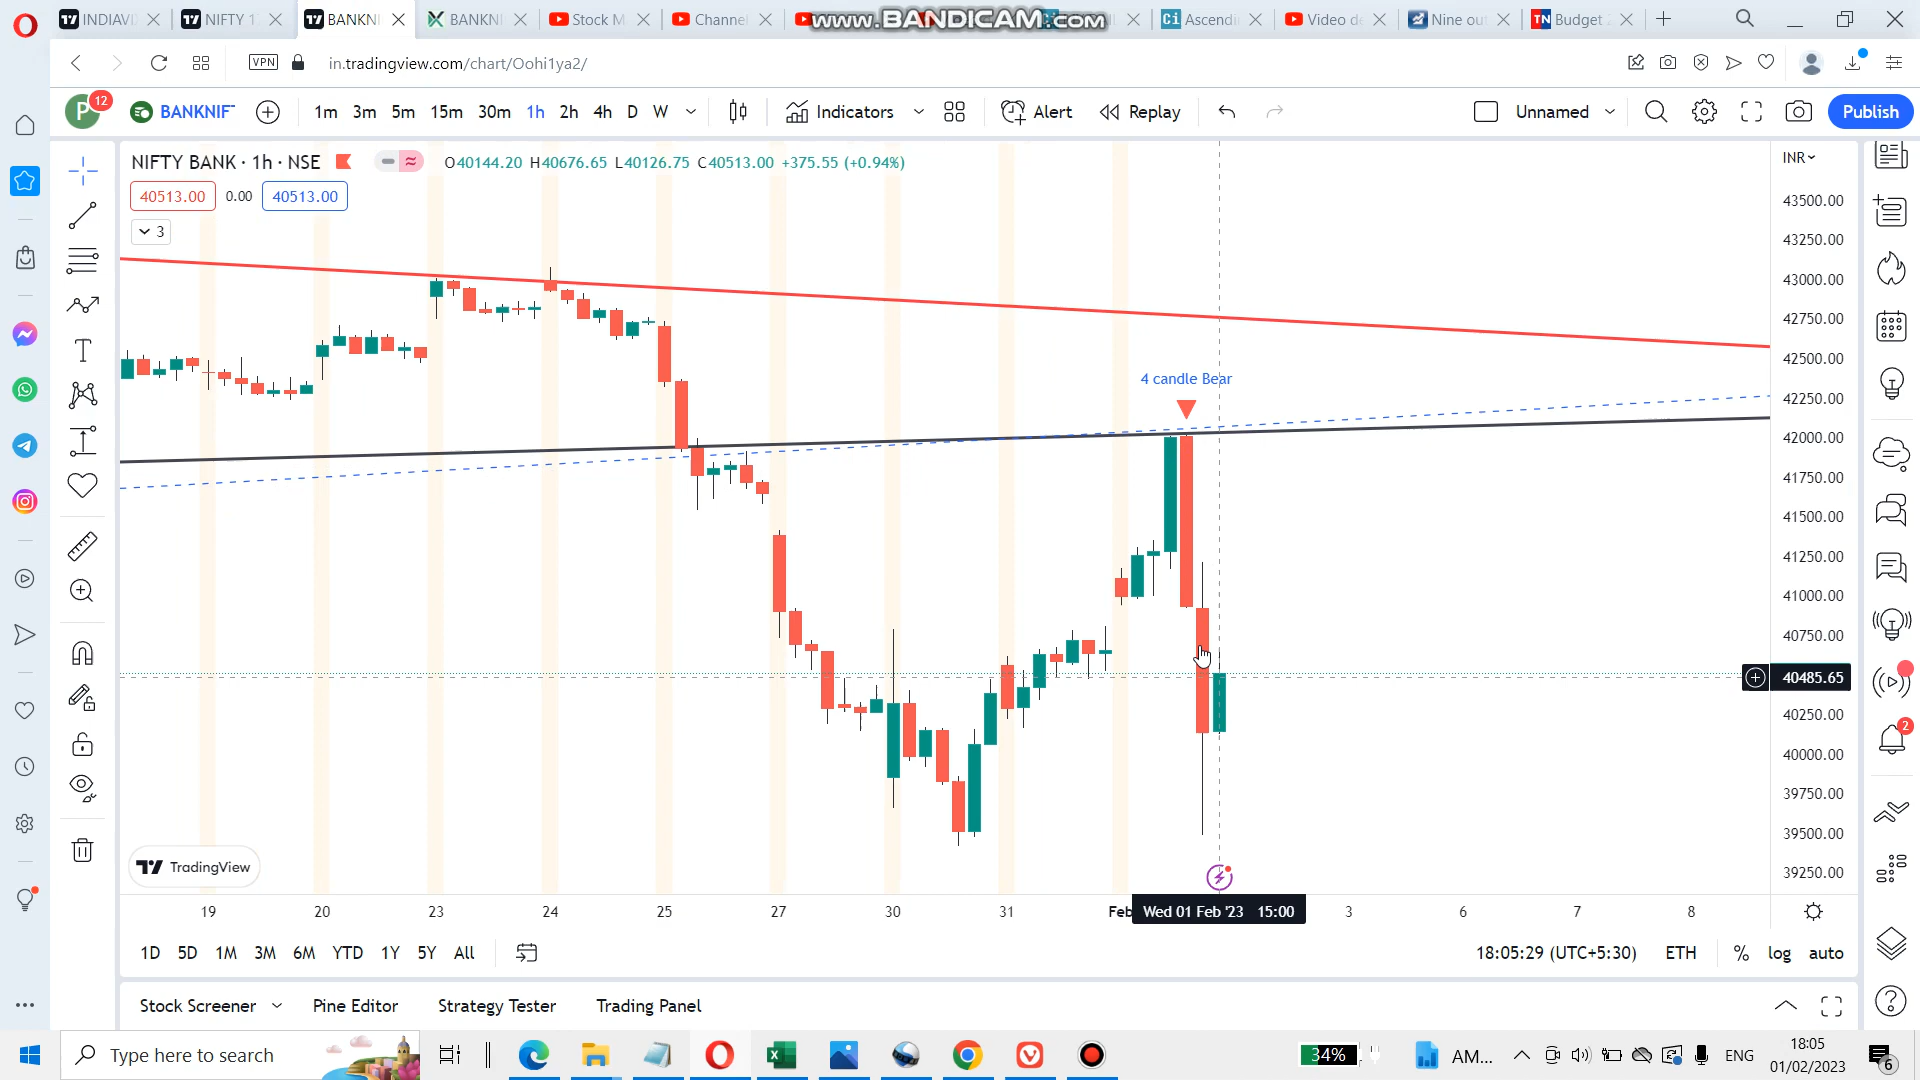 INDIAVI
NIFTY 1
BANKNI
BANKNI
Stock M
Channe
www.BANDICAM.com
Ascendi
Video de
Nine ou
TN Budget 2
VPN in.tradingview.com/chart/Oohi1ya2/
P 12 BANKNIF 1m 3m 5m 15m 30m 1h 2h 4h D W Indicators Alert Replay Unnamed Publish
NIFTY BANK · 1h · NSE O40144.20 H40676.65 L40126.75 C40513.00 +375.55 (+0.94%) INR
40513.00 0.00 40513.00
3
43500.00
43250.00
43000.00
42750.00
42500.00
4 candle Bear
42250.00
42000.00
41750.00
41500.00
41250.00
41000.00
40750.00
40485.65
40250.00
40000.00
39750.00
39500.00
39250.00
2
TradingView
19 20 23 24 25 27 30 31 Feb Wed 01 Feb '23 15:00 3 6 7 8
1D 5D 1M 3M 6M YTD 1Y 5Y All 18:05:29 (UTC+5:30) ETH % log auto
Stock Screener Pine Editor Strategy Tester Trading Panel
Type here to search 34% AM... ENG 18:05
01/02/2023
6